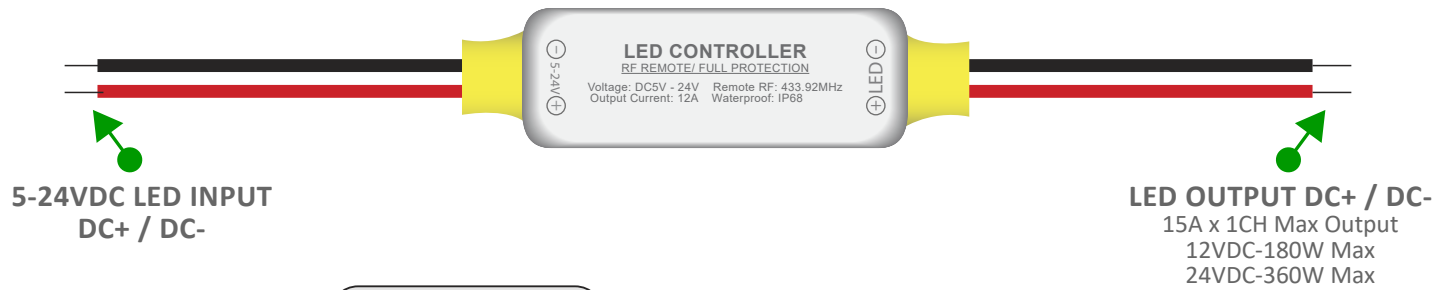 LED CONTROLLER
RF REMOTE/ FULL PROTECTION
Voltage: DC5V - 24V Remote RF: 433.92MHz
Output Current: 12A Waterproof: IP68
- 5-24V +
+ LED -
5-24VDC LED INPUT
DC+ / DC-
LED OUTPUT DC+ / DC-
15A x 1CH Max Output
12VDC-180W Max
24VDC-360W Max